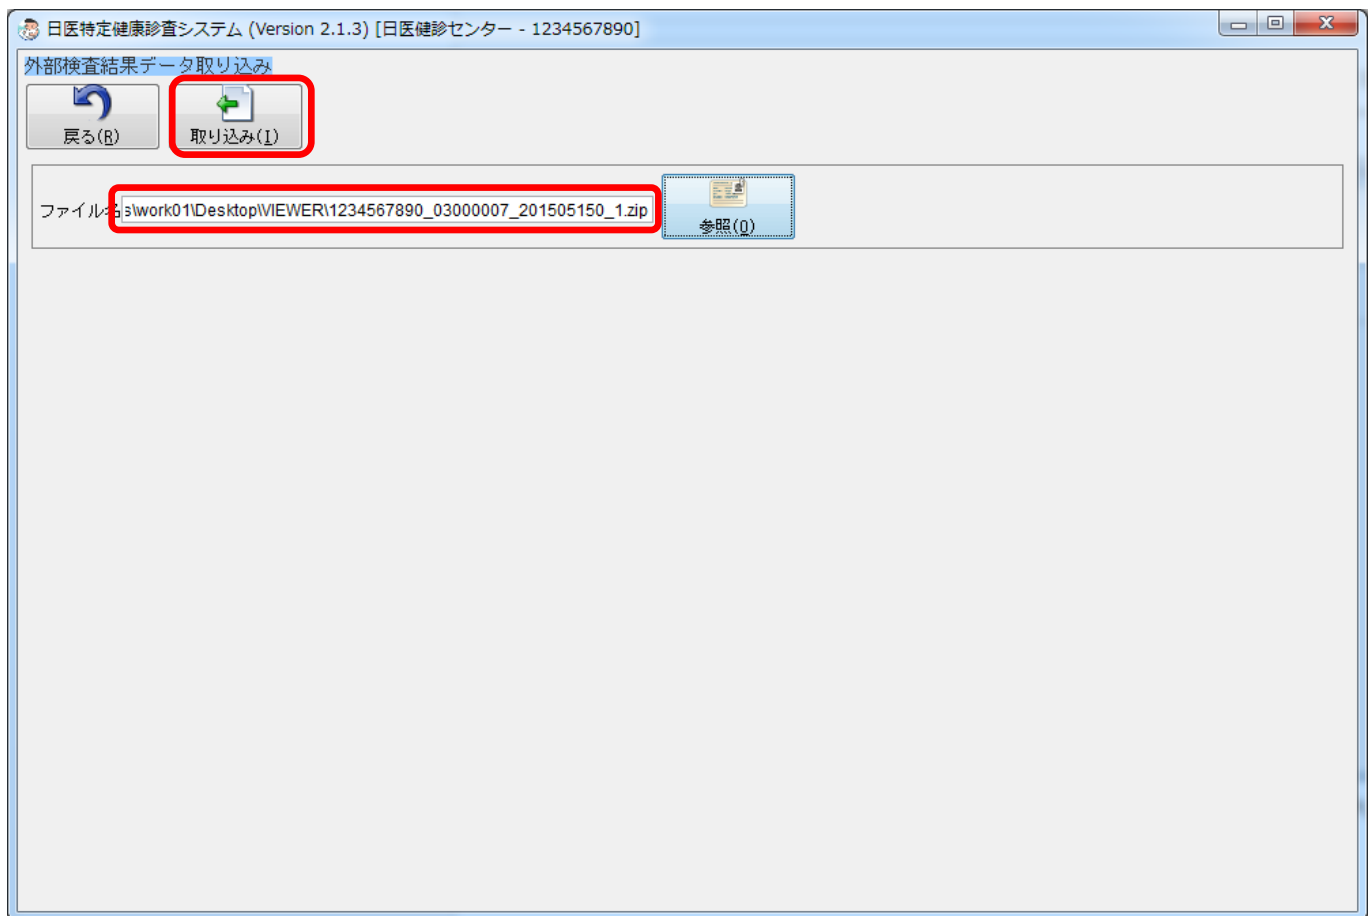 日医特定健康診査システム (Version 2.1.3) [日医健診センター - 1234567890]
外部検査結果データ取り込み
戻る(R) 取り込み(I)
ファイル名 s\work01\Desktop\VIEWER\1234567890_03000007_201505150_1.zip 参照(O)